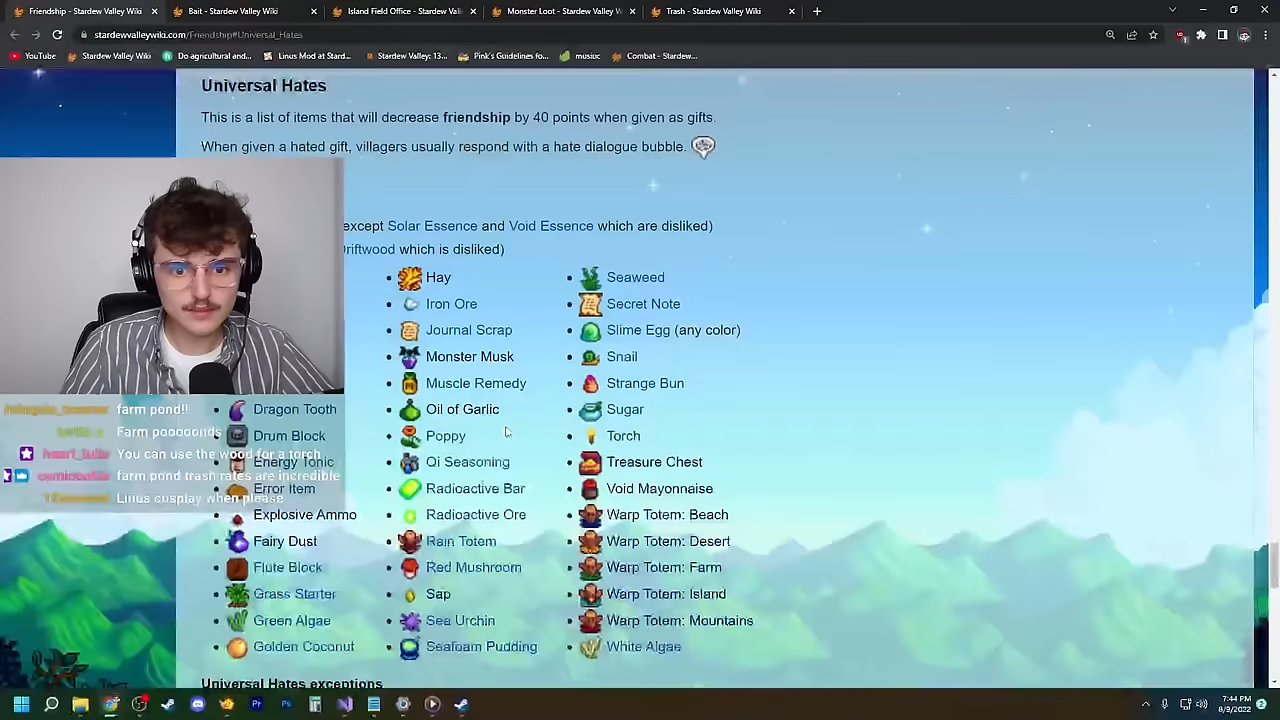 Friendship - Stardew Valley Wiki
Bait - Stardew Valley Wiki
Island Field Office - Stardew Vall
Monster Loot - Stardew Valley W
Trash - Stardew Valley Wiki
stardewvalleywiki.com/Friendship#Universal_Hates
YouTube
Stardew Valley Wiki
Do agricultural and...
Linus Mod at Stard...
Stardew Valley: 13...
Pink's Guidelines fo...
music
Combat - Stardew...
Universal Hates
This is a list of items that will decrease friendship by 40 points when given as gifts.
When given a hated gift, villagers usually respond with a hate dialogue bubble.
except Solar Essence and Void Essence which are disliked)
Driftwood which is disliked)
Hay
Iron Ore
Journal Scrap
Monster Musk
Muscle Remedy
Oil of Garlic
Poppy
Qi Seasoning
Radioactive Bar
Radioactive Ore
Rain Totem
Red Mushroom
Sap
Sea Urchin
Seafoam Pudding
Seaweed
Secret Note
Slime Egg (any color)
Snail
Strange Bun
Sugar
Torch
Treasure Chest
Void Mayonnaise
Warp Totem: Beach
Warp Totem: Desert
Warp Totem: Farm
Warp Totem: Island
Warp Totem: Mountains
White Algae
Dragon Tooth
Drum Block
Energy Tonic
Error Item
Explosive Ammo
Fairy Dust
Flute Block
Grass Starter
Green Algae
Golden Coconut
farm pond!!
Farm pooooonds
You can use the wood for a torch
farm pond trash rates are incredible
Linus cosplay when please
Universal Hates exceptions
7:44 PM
8/9/2022